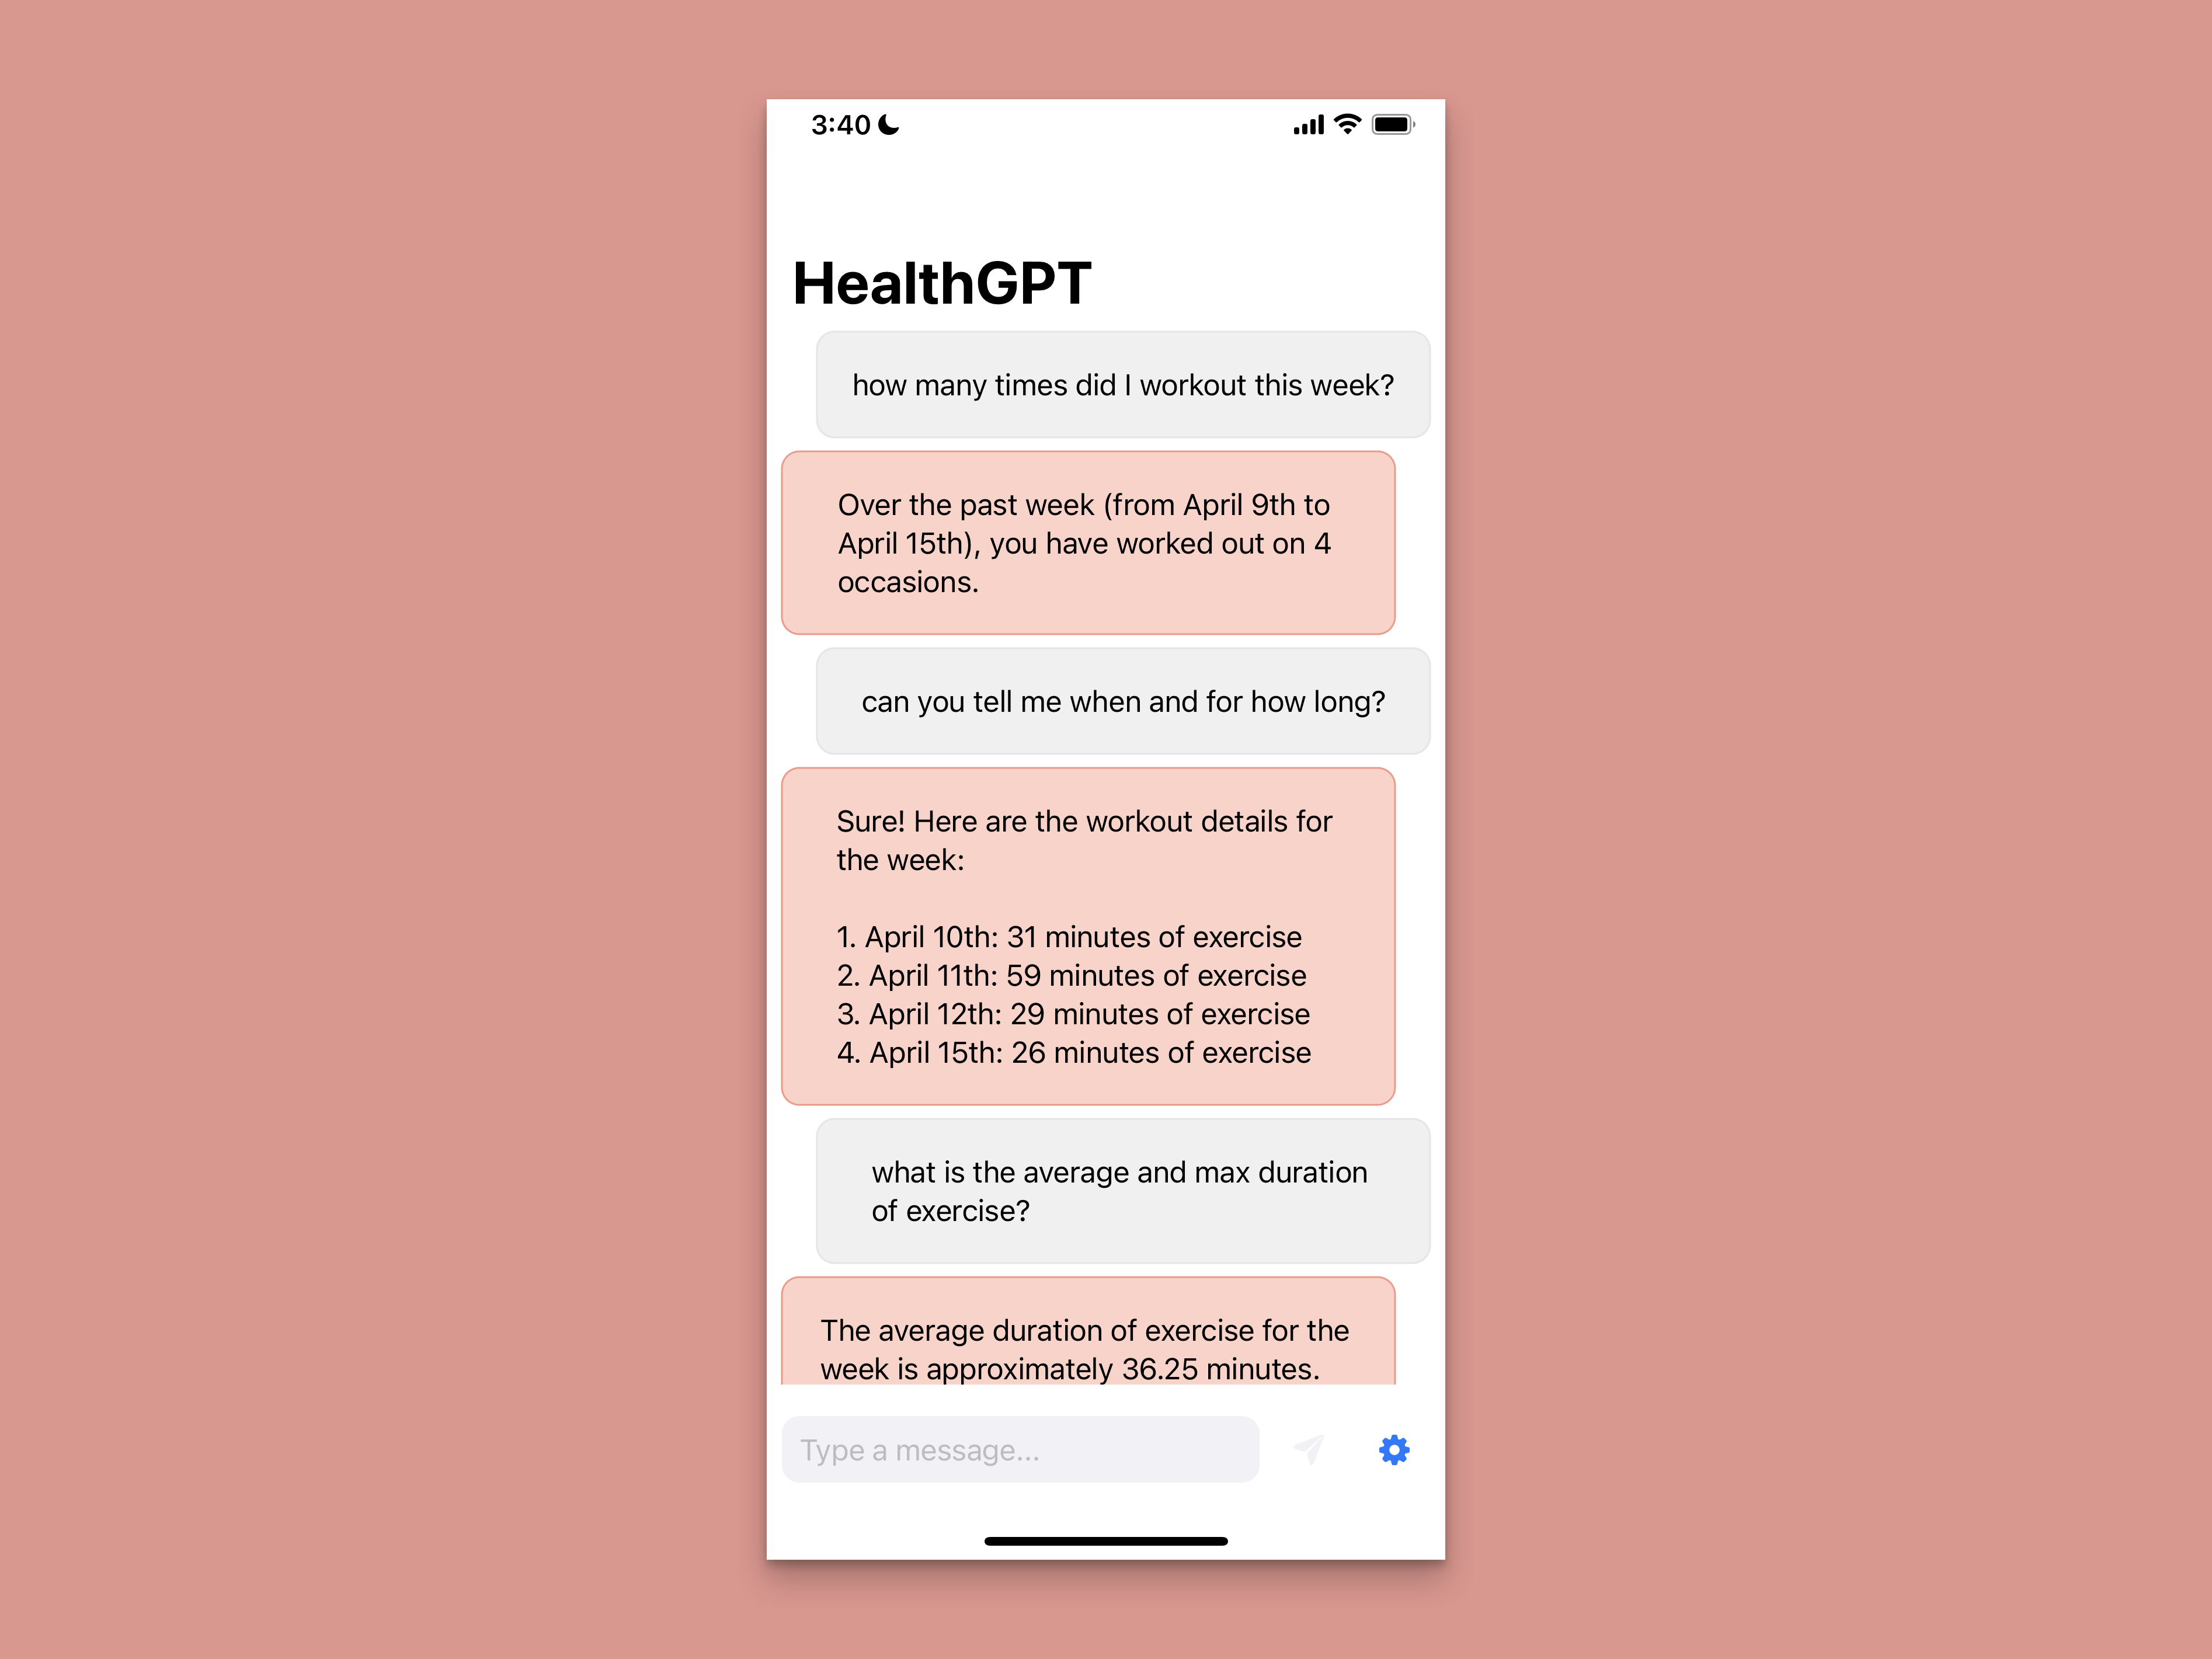 3:40
HealthGPT
how many times did I workout this week?
Over the past week (from April 9th to
April 15th), you have worked out on 4
occasions.
can you tell me when and for how long?
Sure! Here are the workout details for
the week:
1. April 10th: 31 minutes of exercise
2. April 11th: 59 minutes of exercise
3. April 12th: 29 minutes of exercise
4. April 15th: 26 minutes of exercise
what is the average and max duration
of exercise?
The average duration of exercise for the
week is approximately 36.25 minutes.
Type a message...